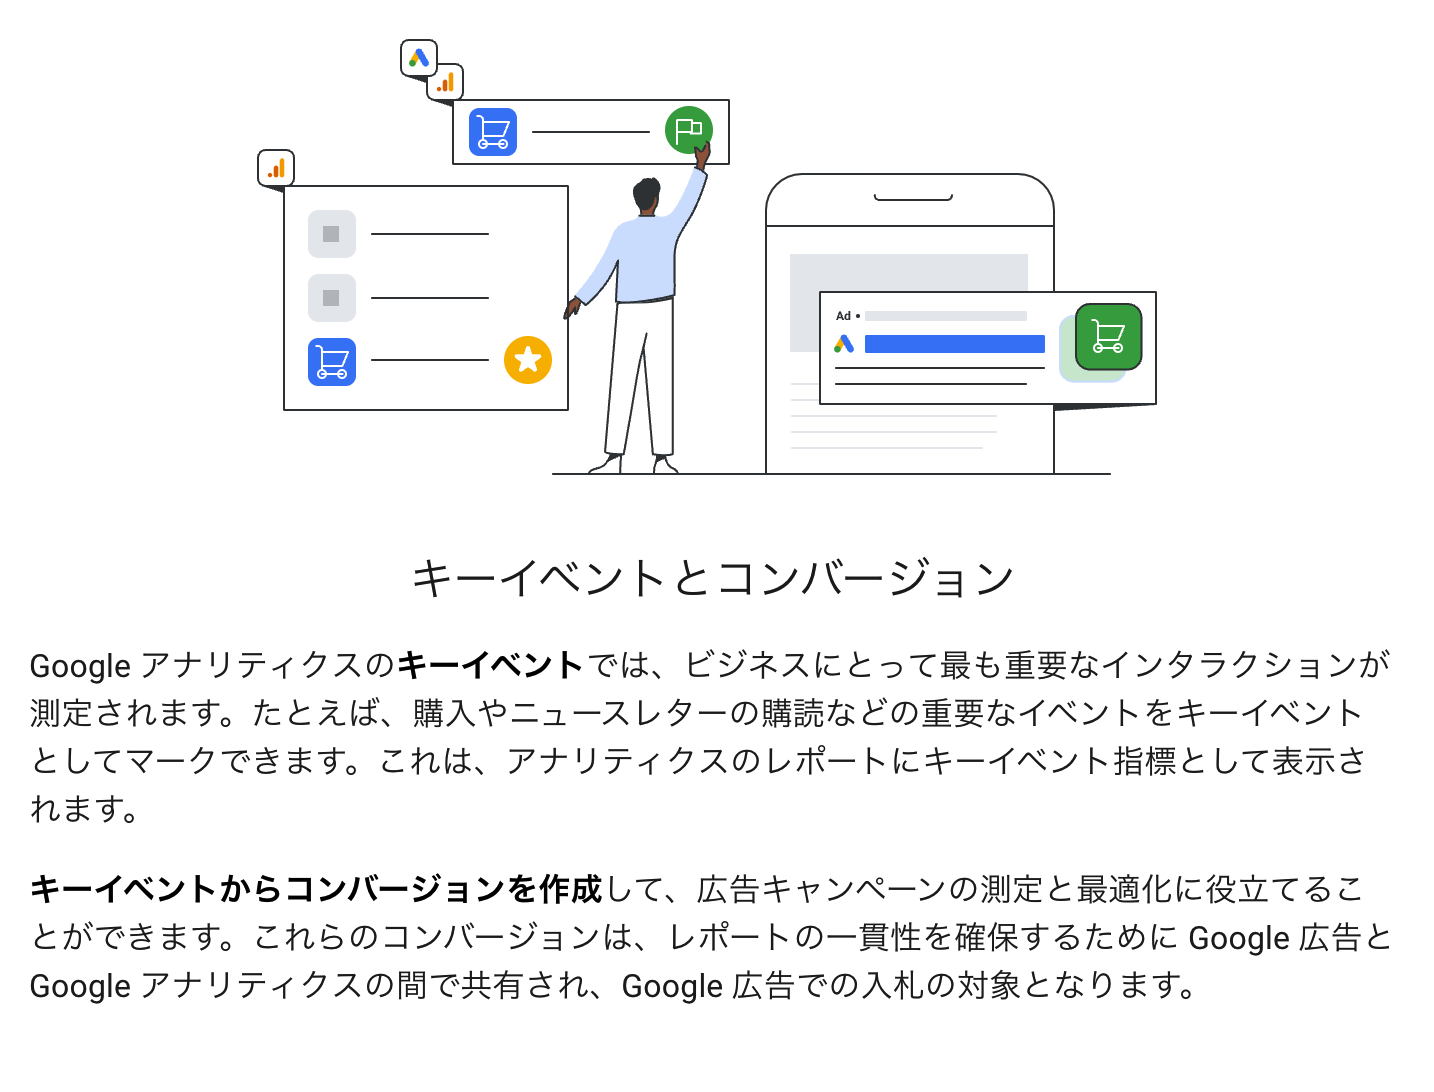 Ad •
キーイベントとコンバージョン
Google アナリティクスのキーイベントでは、ビジネスにとって最も重要なインタラクションが
測定されます。たとえば、購入やニュースレターの購読などの重要なイベントをキーイベント
としてマークできます。これは、アナリティクスのレポートにキーイベント指標として表示さ
れます。
キーイベントからコンバージョンを作成して、広告キャンペーンの測定と最適化に役立てるこ
とができます。これらのコンバージョンは、レポートの一貫性を確保するために Google 広告と
Google アナリティクスの間で共有され、Google 広告での入札の対象となります。